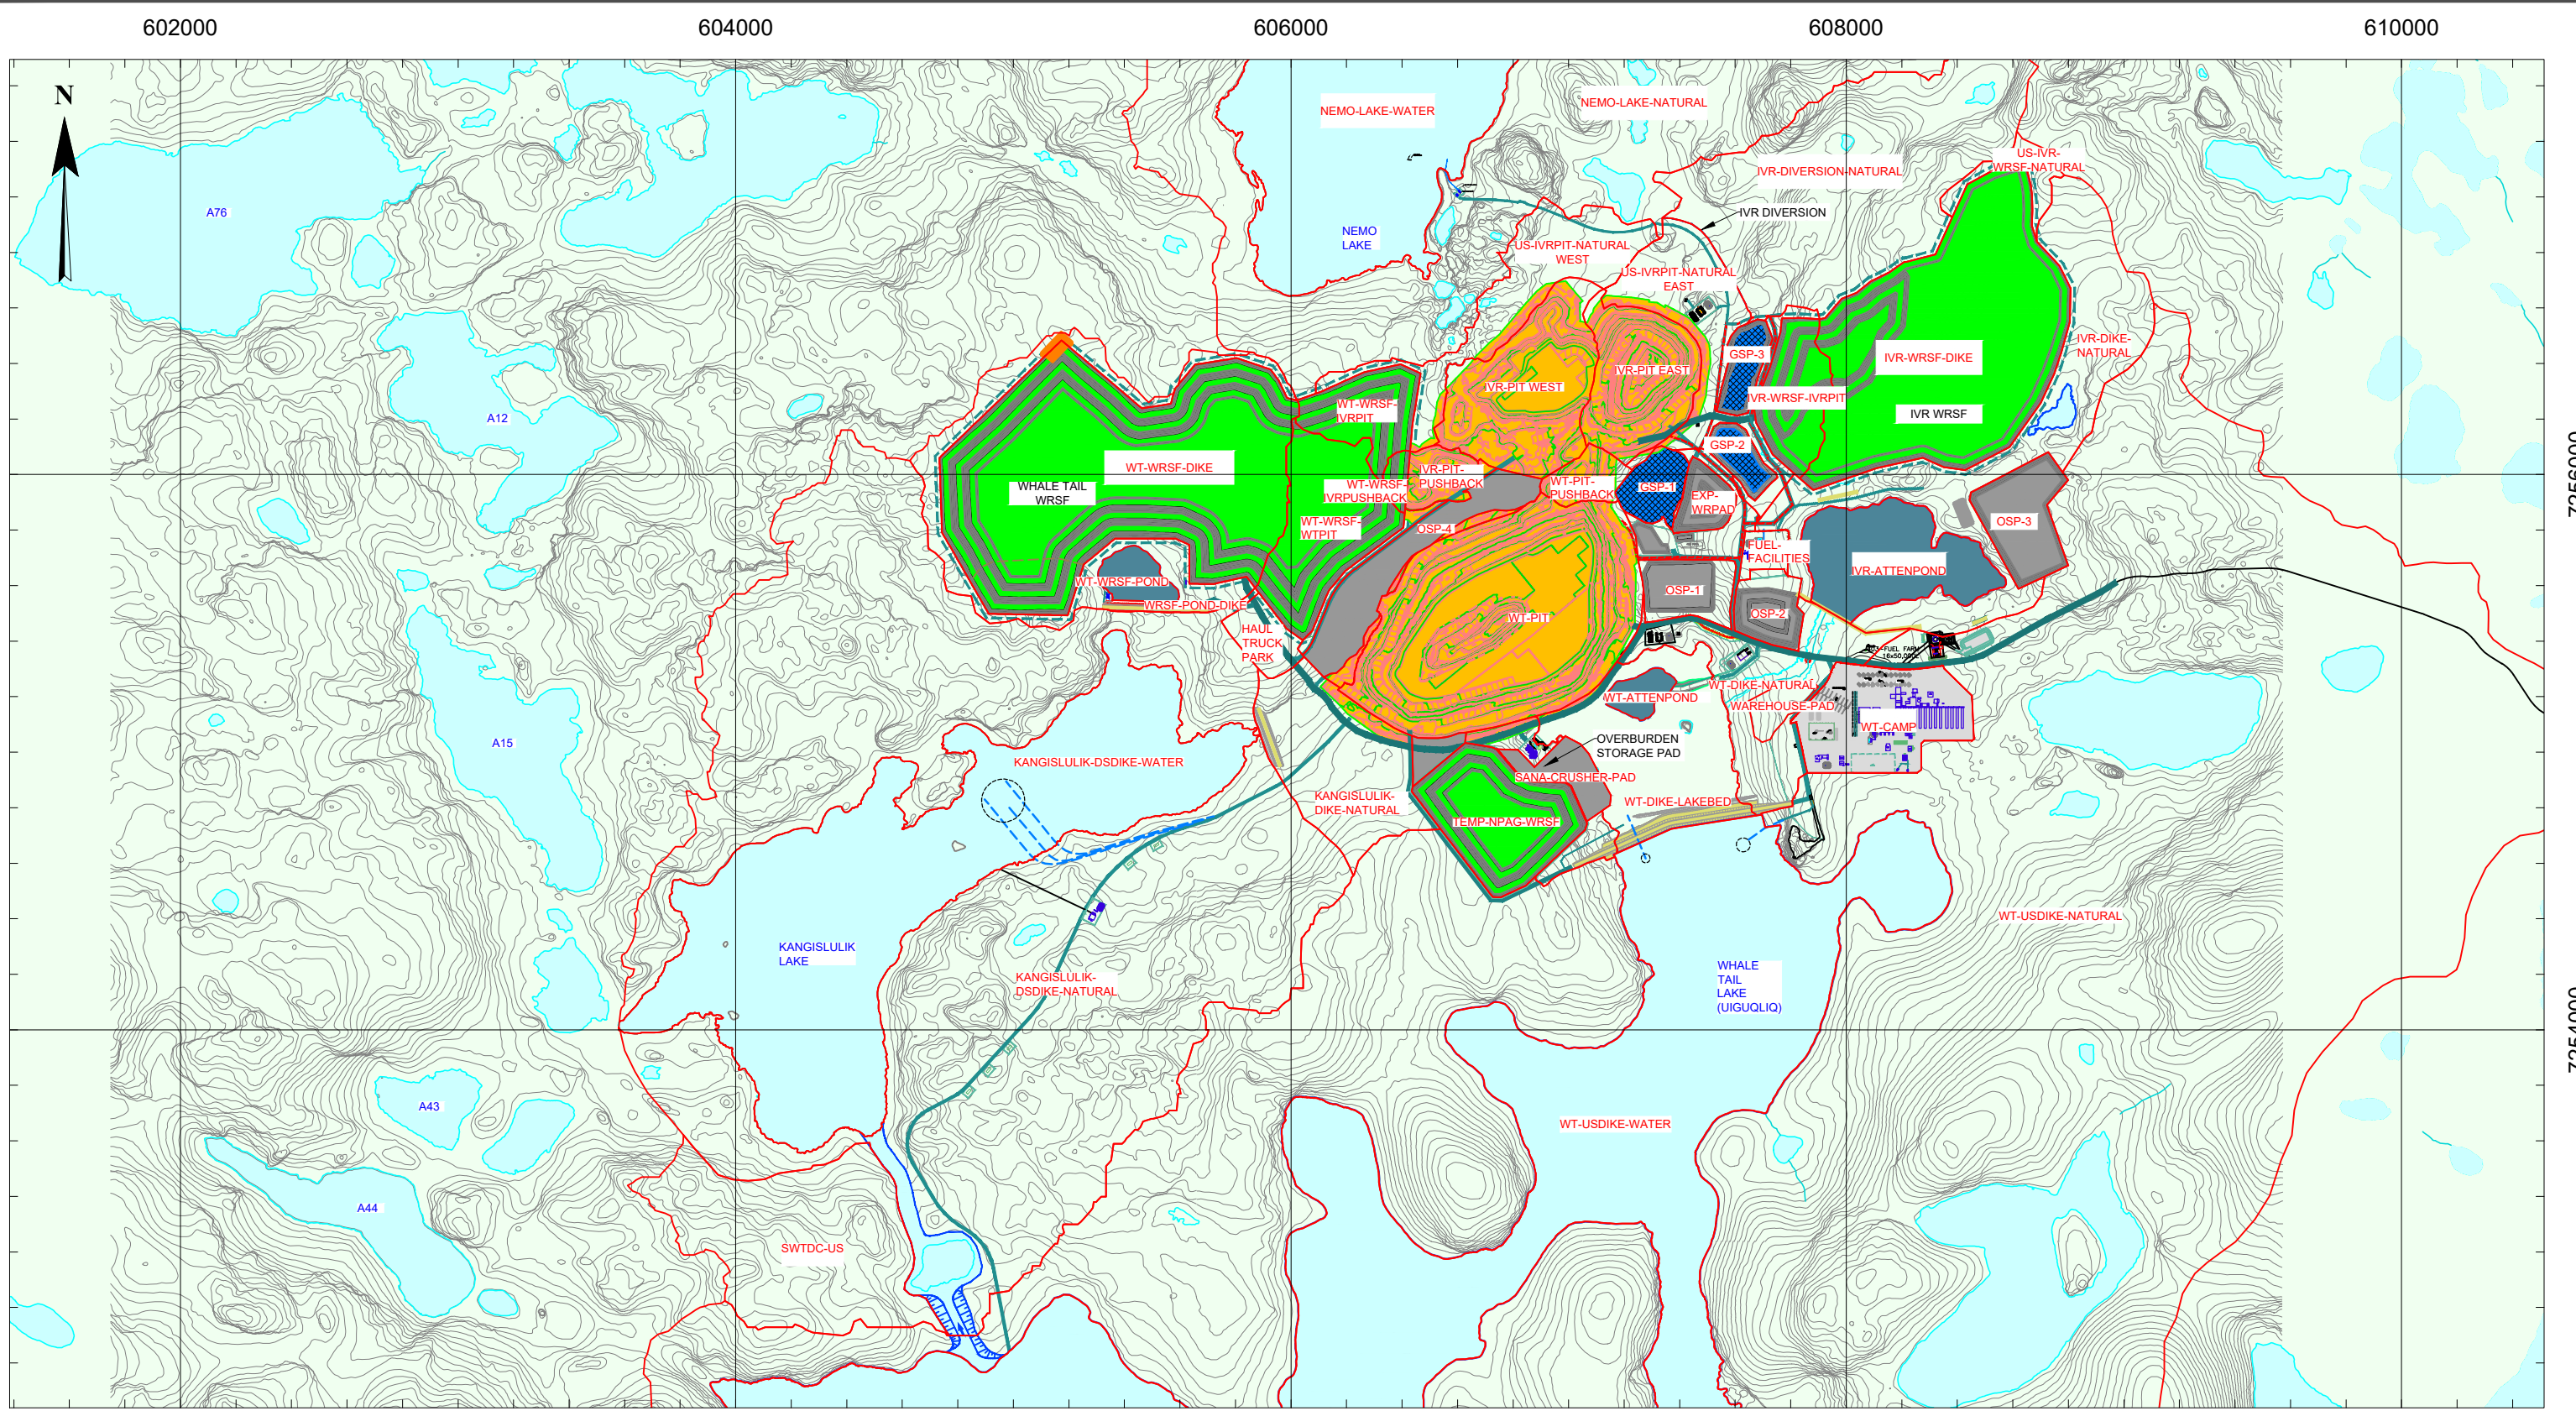 602000
604000
606000
608000
610000
N
NEMO-LAKE-WATER
NEMO-LAKE-NATURAL
US-IVR-
WRSF-NATURAL
IVR-DIVERSION-NATURAL
A76
IVR DIVERSION
NEMO
LAKE
US-IVRPIT-NATURAL
WEST
US-IVRPIT-NATURAL
EAST
IVR-DIKE-
NATURAL
GSP-3
IVR-WRSF-DIKE
IVR-PIT EAST
IVR-PIT WEST
IVR-WRSF-IVRPIT
WT-WRSF-
IVRPIT
IVR WRSF
A12
GSP-2
WT-WRSF-DIKE
IVR-PIT-
PUSHBACK
WT-WRSF-
IVRPUSHBACK
WT-PIT-
PUSHBACK
GSP-1
EXP-
WRPAD
WHALE TAIL
WRSF
7256000
WT-WRSF-
WTPIT
OSP-4
OSP-3
FUEL-
FACILITIES
IVR-ATTENPOND
WT-WRSF-POND
OSP-1
WRSF-POND-DIKE
OSP-2
WT-PIT
HAUL
TRUCK
PARK
FUEL FARM
WT-DIKE-NATURAL
WT-ATTENPOND
WAREHOUSE-PAD
WT-CAMP
A15
OVERBURDEN
STORAGE PAD
KANGISLULIK-DSDIKE-WATER
SANA-CRUSHER-PAD
KANGISLULIK-
DIKE-NATURAL
WT-DIKE-LAKEBED
TEMP-NPAG-WRSF
WT-USDIKE-NATURAL
KANGISLULIK
LAKE
KANGISLULIK-
DSDIKE-NATURAL
WHALE
TAIL
LAKE
(UIGUQLIQ)
7254000
A43
WT-USDIKE-WATER
A44
SWTDC-US